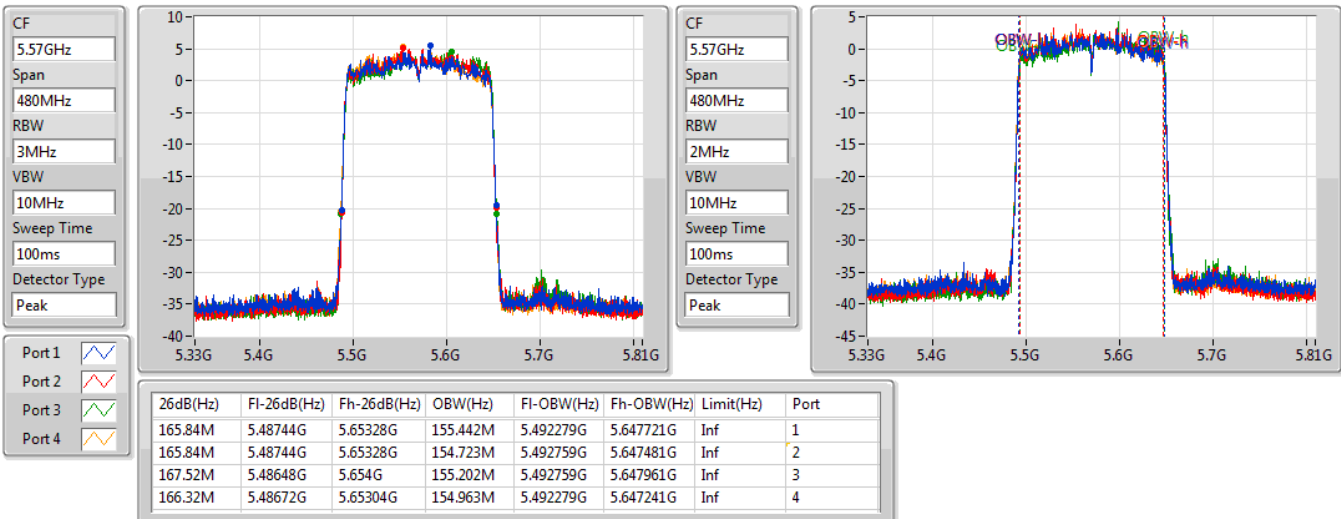 CF
5.57GHz
Span
480MHz
RBW
3MHz
VBW
10MHz
Sweep Time
100ms
Detector Type
Peak
10
5
0
-5
-10
-15
-20
-25
-30
-35
-40
5.33G 5.4G 5.5G 5.6G 5.7G 5.81G
CF
5.57GHz
Span
480MHz
RBW
2MHz
VBW
10MHz
Sweep Time
100ms
Detector Type
Peak
5
0
-5
-10
-15
-20
-25
-30
-35
-40
-45
5.33G 5.4G 5.5G 5.6G 5.7G 5.81G
Port 1
Port 2
Port 3
Port 4
26dB(Hz) Fl-26dB(Hz) Fh-26dB(Hz) OBW(Hz) Fl-OBW(Hz) Fh-OBW(Hz) Limit(Hz) Port
165.84M 5.48744G 5.65328G 155.442M 5.492279G 5.647721G Inf 1
165.84M 5.48744G 5.65328G 154.723M 5.492759G 5.647481G Inf 2
167.52M 5.48648G 5.654G 155.202M 5.492759G 5.647961G Inf 3
166.32M 5.48672G 5.65304G 154.963M 5.492279G 5.647241G Inf 4